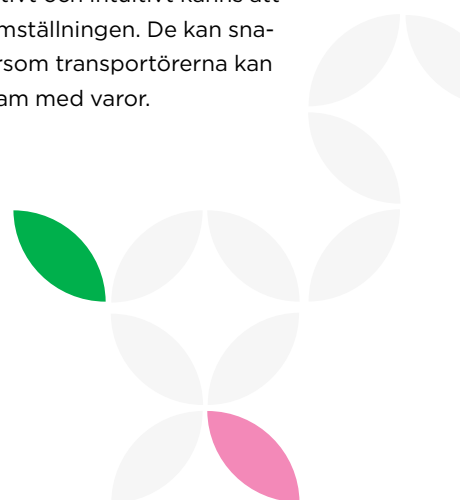 tivt och intuitivt känns att
mställningen. De kan sna-
rsom transportörerna kan
am med varor.